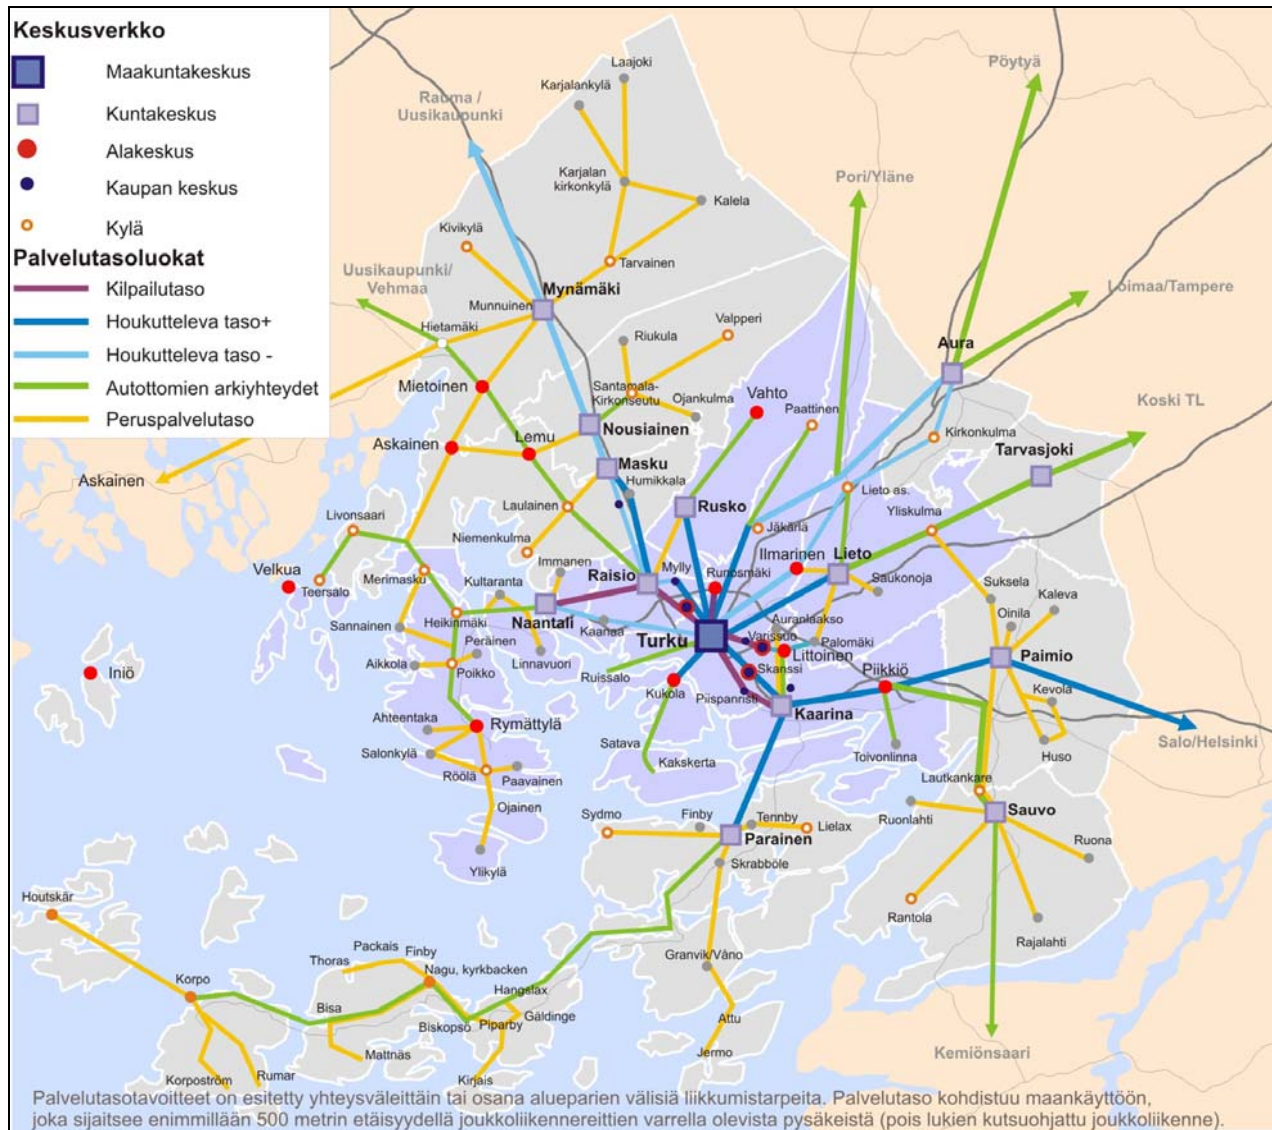 Keskusverkko
Maakuntakeskus
Kuntakeskus
Alakeskus
Kaupan keskus
Kylä
Palvelutasoluokat
Kilpailutaso
Houkutteleva taso+
Houkutteleva taso -
Autottomien arkiyhteydet
Peruspalvelutaso
Laajoki
Karjalankylä
Rauma /
Uusikaupunki
Pöytyä
Karjalan
kirkonkylä
Kalela
Pori/Yläne
Kivikylä
Tarvainen
Uusikaupunki/
Vehmaa
Mynämäki
Munnuinen
Loimaa/Tampere
Hietamäki
Riukula
Valpperi
Aura
Mietoinen
Santamala-
Kirkonseutu
Ojankulma
Vahto
Paattinen
Koski TL
Askainen
Lemu
Nousiainen
Kirkonkulma
Tarvasjoki
Masku
Humikkala
Askainen
Laulainen
Rusko
Lieto as.
Yliskulma
Livonsaari
Niemenkulma
Jäkärlä
Immanen
Ilmarinen
Lieto
Velkua
Merimasku
Kultaranta
Raisio
Mylly
Runosmäki
Saukonoja
Suksela
Kaleva
Teersalo
Oinila
Naantali
Kaanaa
Auranlaakso
Sannainen
Heikinmäki
Peräinen
Turku
Varissuo
Palomäki
Littoinen
Paimio
Iniö
Aikkola
Poikko
Linnavuori
Ruissalo
Skanssi
Piikkiö
Kukola
Piispanristi
Kevola
Kaarina
Ahteentaka
Rymättylä
Salo/Helsinki
Salonkylä
Satava
Kakskerta
Toivonlinna
Huso
Röölä
Paavainen
Lautkankare
Ojainen
Sydmo
Finby
Tennby
Lielax
Ruonlahti
Sauvo
Parainen
Ruona
Ylikylä
Skrabböle
Houtskär
Rantola
Rajalahti
Packais
Finby
Thoras
Nagu, kyrkbacken
Granvik/Våno
Korpo
Hangslax
Bisa
Gäldinge
Biskopsö
Piparby
Attu
Mattnäs
Jermo
Kemiönsaari
Korpoström
Rumar
Kirjais
Palvelutasotavoitteet on esitetty yhteysväleittäin tai osana alueparien välisiä liikkumistarpeita. Palvelutaso kohdistuu maankäyttöön,
joka sijaitsee enimmillään 500 metrin etäisyydellä joukkoliikennereittien varrella olevista pysäkeistä (pois lukien kutsuohjattu joukkoliikenne).